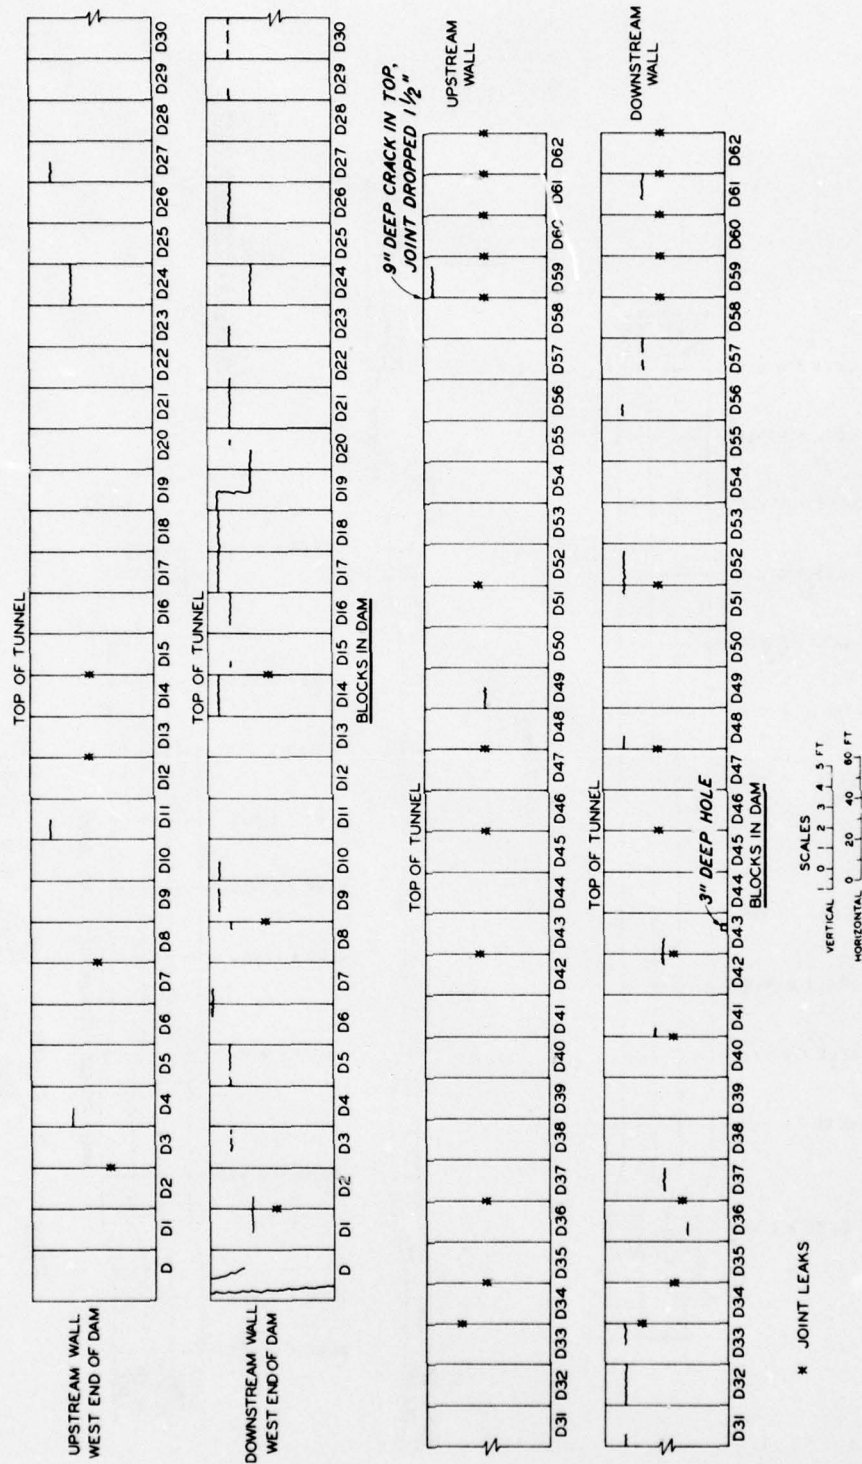 TOP OF TUNNEL
UPSTREAM WALL
WEST END OF DAM
D D1 D2 D3 D4 D5 D6 D7 D8 D9 D10 D11 D12 D13 D14 D15 D16 D17 D18 D19 D20 D21 D22 D23 D24 D25 D26 D27 D28 D29 D30
TOP OF TUNNEL
DOWNSTREAM WALL
WEST END OF DAM
D D1 D2 D3 D4 D5 D6 D7 D8 D9 D10 D11 D12 D13 D14 D15 D16 D17 D18 D19 D20 D21 D22 D23 D24 D25 D26 D27 D28 D29 D30
BLOCKS IN DAM
9" DEEP CRACK IN TOP,
JOINT DROPPED 1 1/2"
TOP OF TUNNEL
UPSTREAM
WALL
D31 D32 D33 D34 D35 D36 D37 D38 D39 D40 D41 D42 D43 D44 D45 D46 D47 D48 D49 D50 D51 D52 D53 D54 D55 D56 D57 D58 D59 D60 D61 D62
TOP OF TUNNEL
DOWNSTREAM
WALL
3" DEEP HOLE
D31 D32 D33 D34 D35 D36 D37 D38 D39 D40 D41 D42 D43 D44 D45 D46 D47 D48 D49 D50 D51 D52 D53 D54 D55 D56 D57 D58 D59 D60 D61 D62
BLOCKS IN DAM
* JOINT LEAKS
SCALES
VERTICAL 1 0 1 2 3 4 5 FT
HORIZONTAL 0 20 40 60 FT